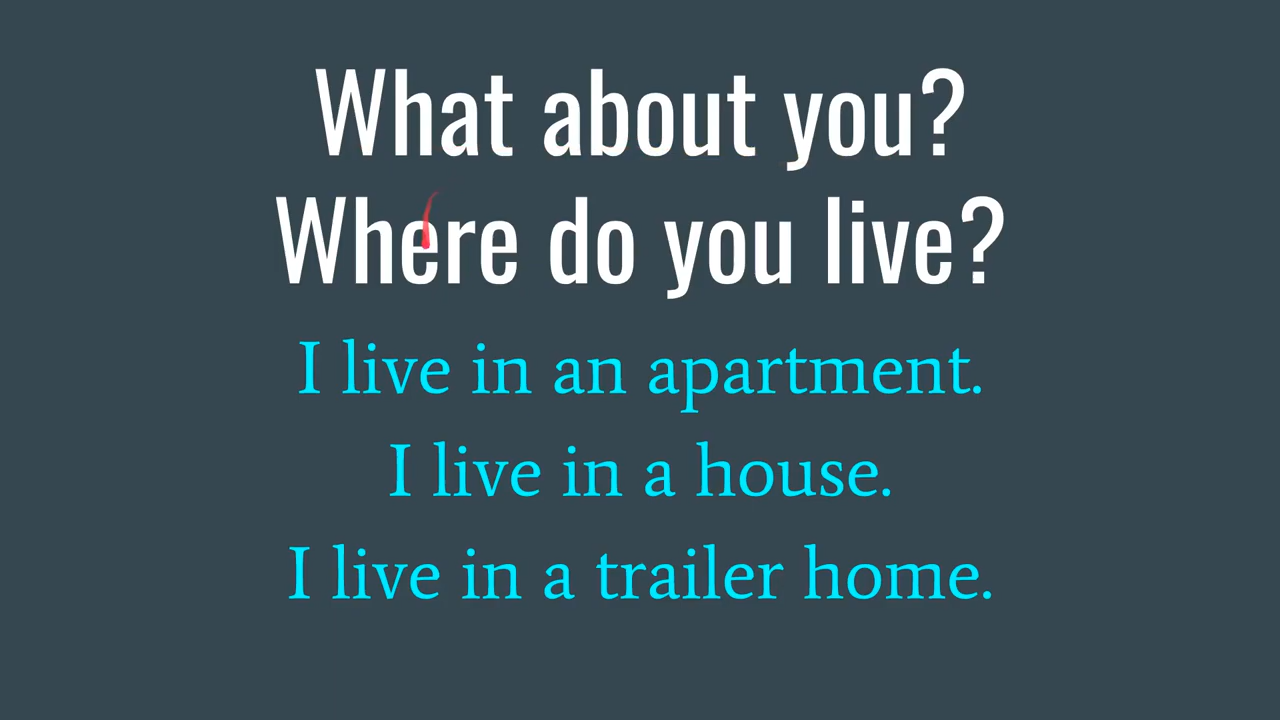 What about you?
Where do you live?
I live in an apartment.
I live in a house.
I live in a trailer home.